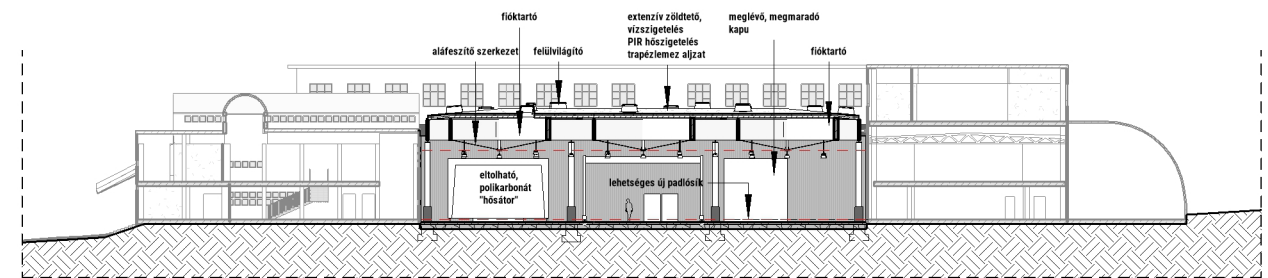 fióktartó
extenzív zöldtető,
vízszigetelés
PIR hőszigetelés
trapézlemez aljzat
meglévő, megmaradó
kapu
aláfeszítő szerkezet
felülvilágító
fióktartó
eltolható,
polikarbonát
"hősátor"
lehetséges új padlósík